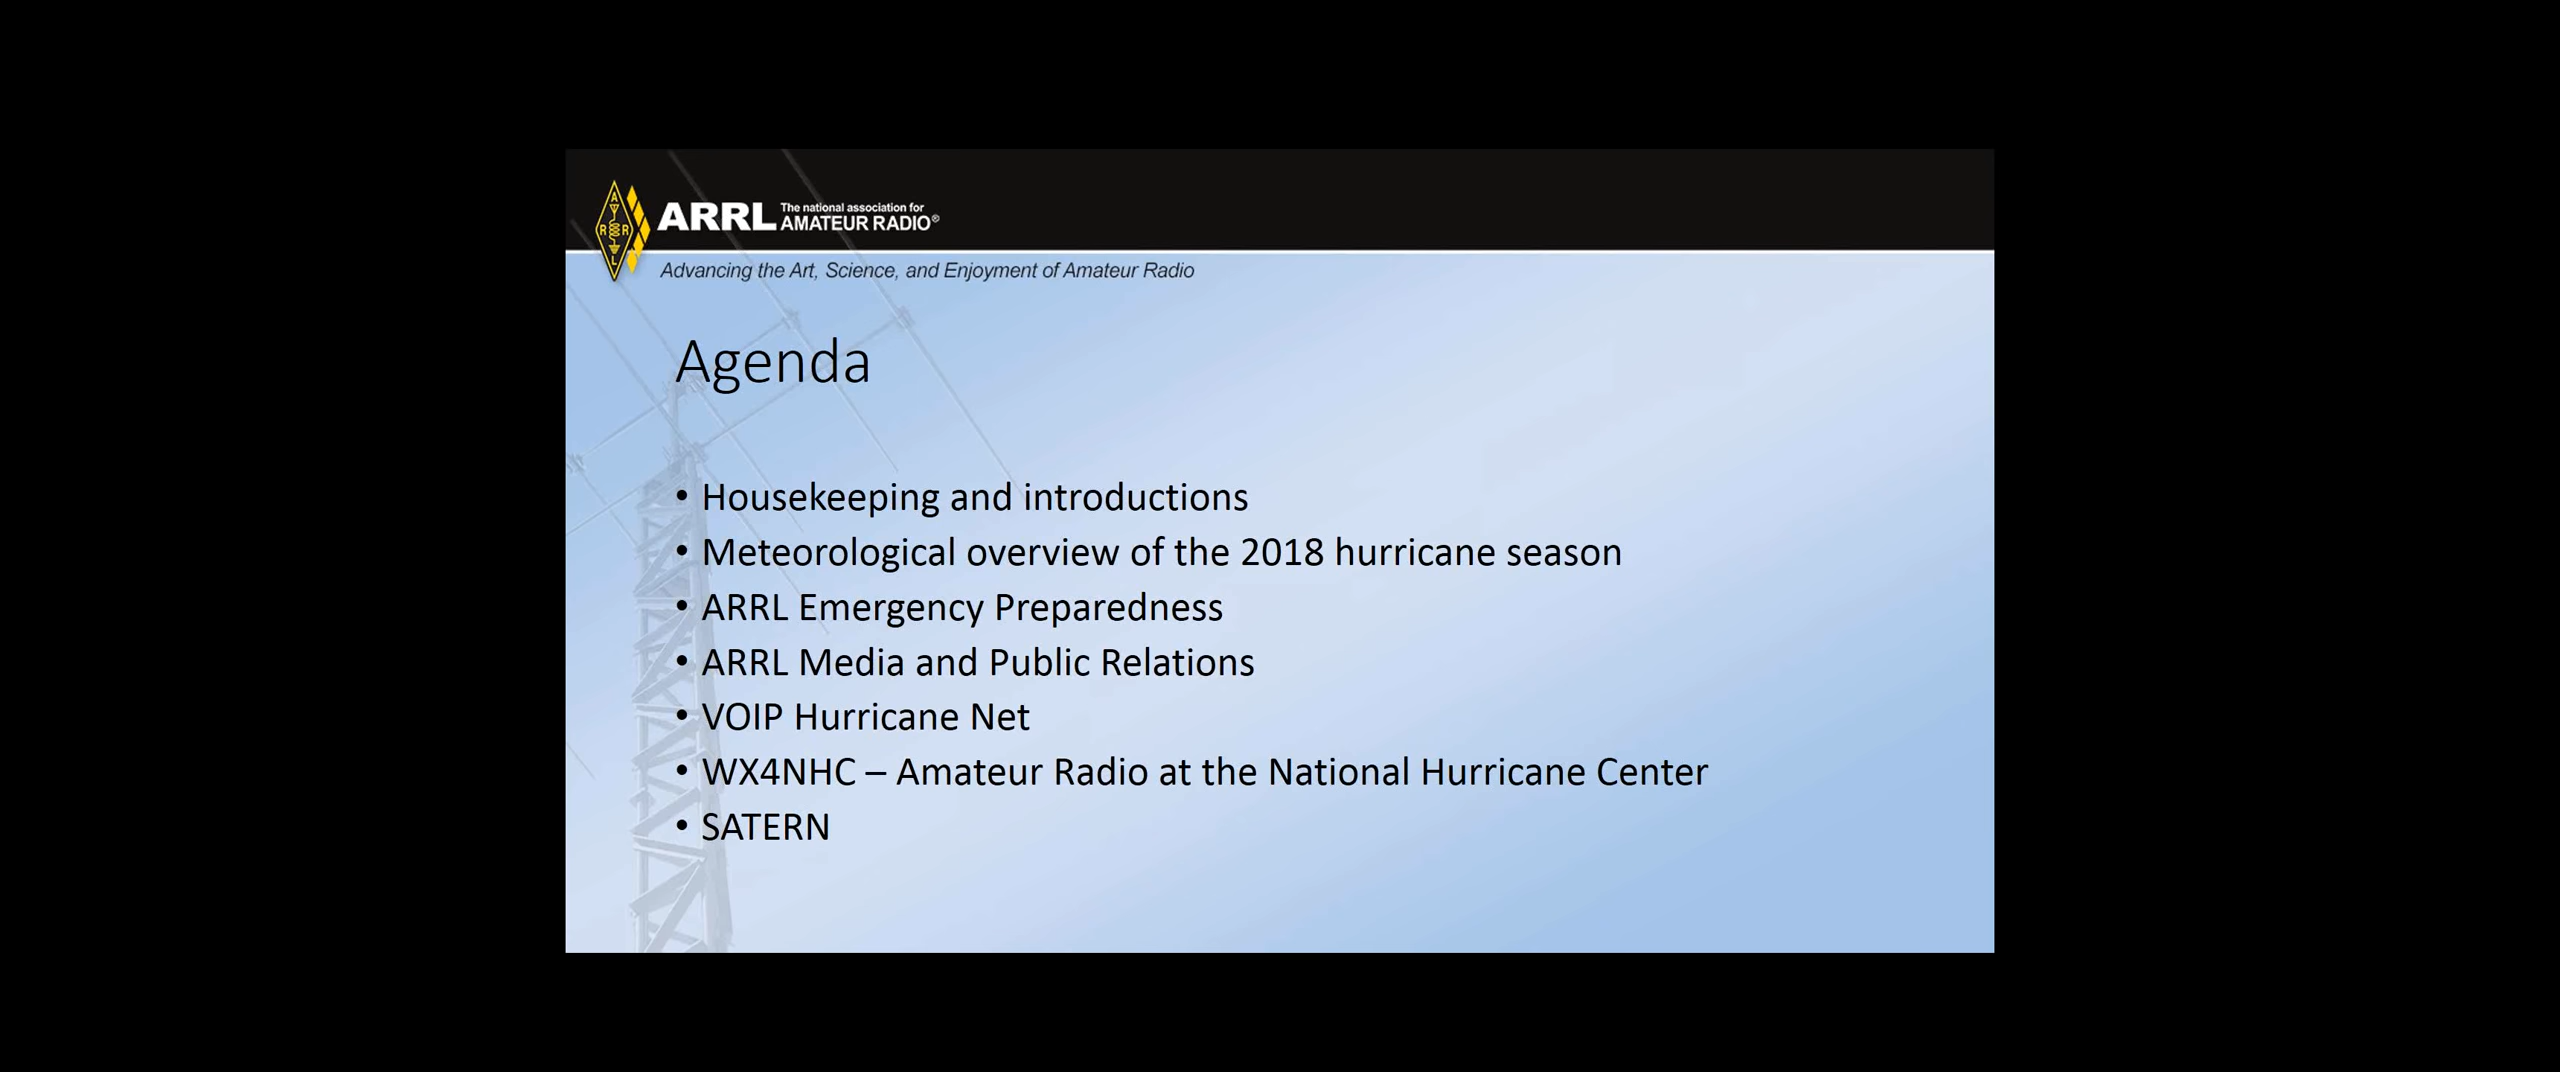 ARRL The national association for
AMATEUR RADIO®
Advancing the Art, Science, and Enjoyment of Amateur Radio
Agenda
• Housekeeping and introductions
• Meteorological overview of the 2018 hurricane season
• ARRL Emergency Preparedness
• ARRL Media and Public Relations
• VOIP Hurricane Net
• WX4NHC – Amateur Radio at the National Hurricane Center
• SATERN